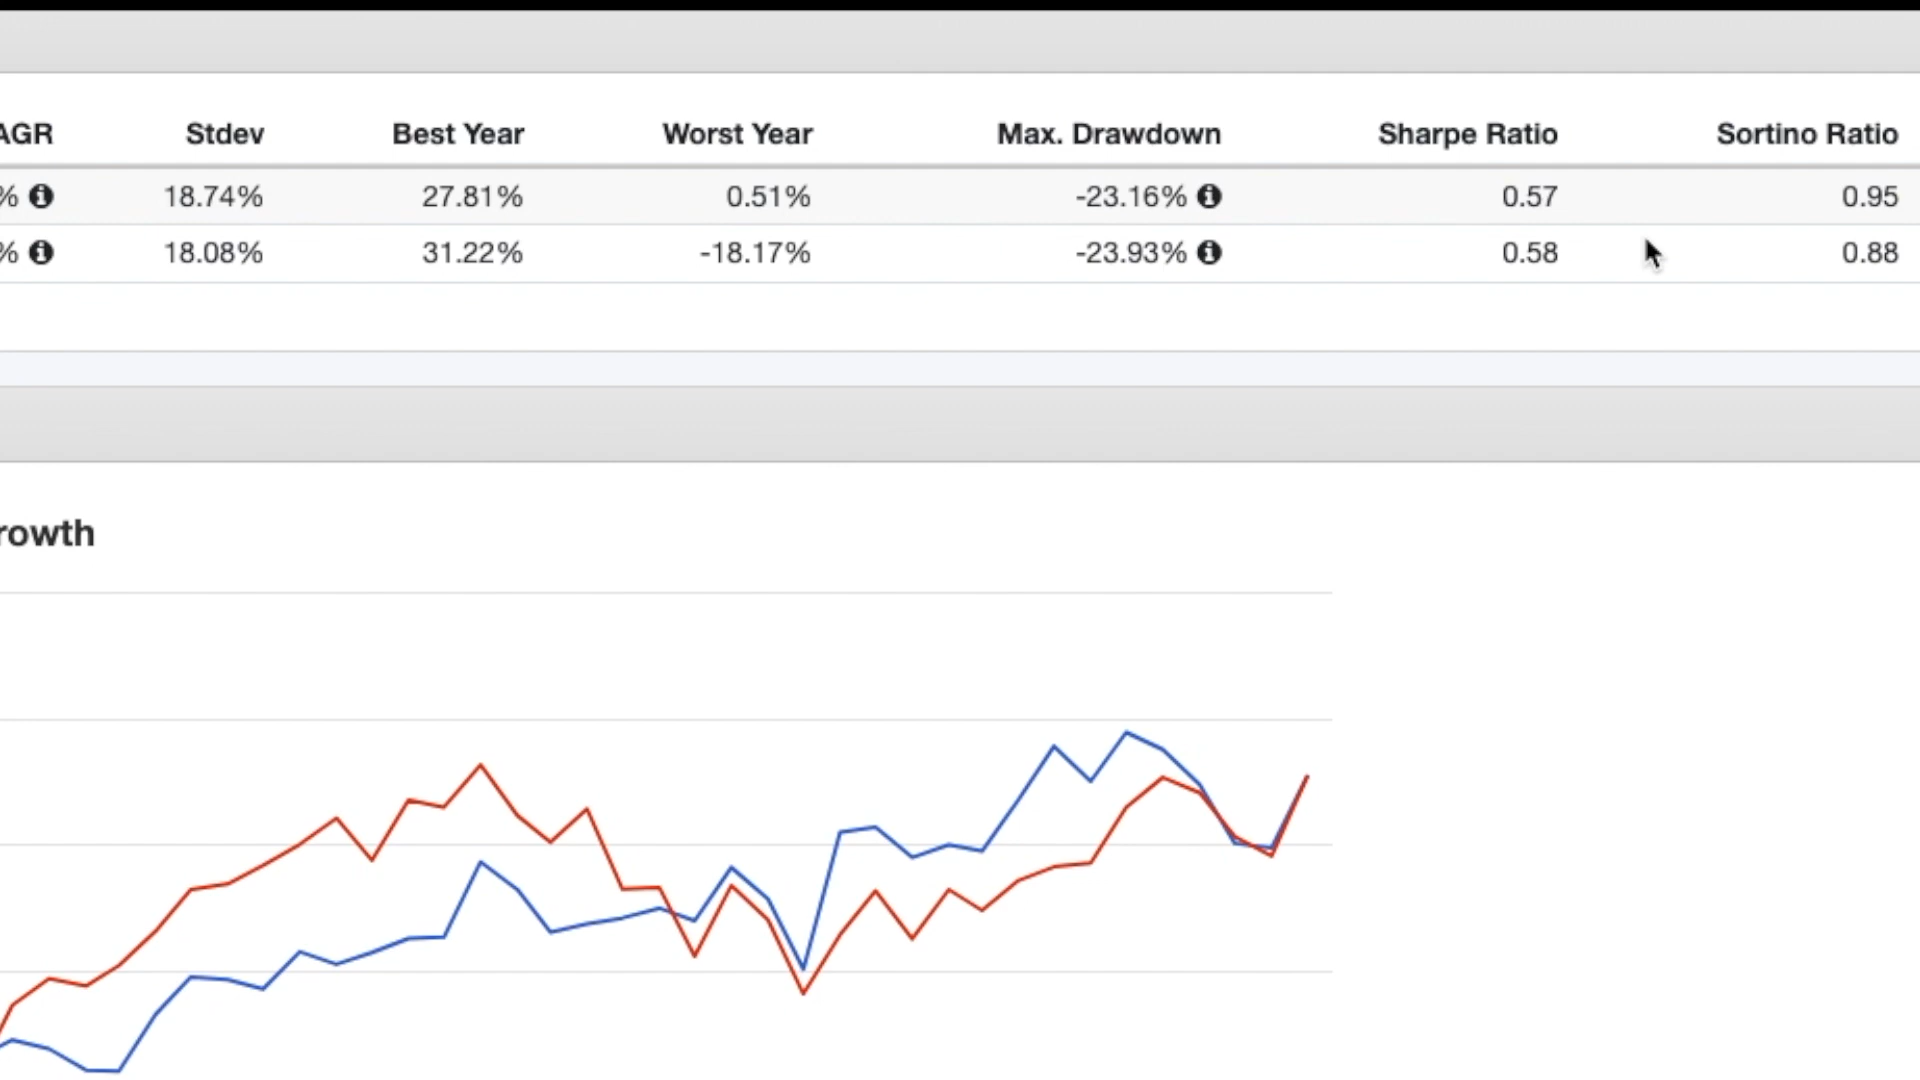 AGR Stdev Best Year Worst Year Max. Drawdown Sharpe Ratio Sortino Ratio
% 18.74% 27.81% 0.51% -23.16% 0.57 0.95
% 18.08% 31.22% -18.17% -23.93% 0.58 0.88
rowth